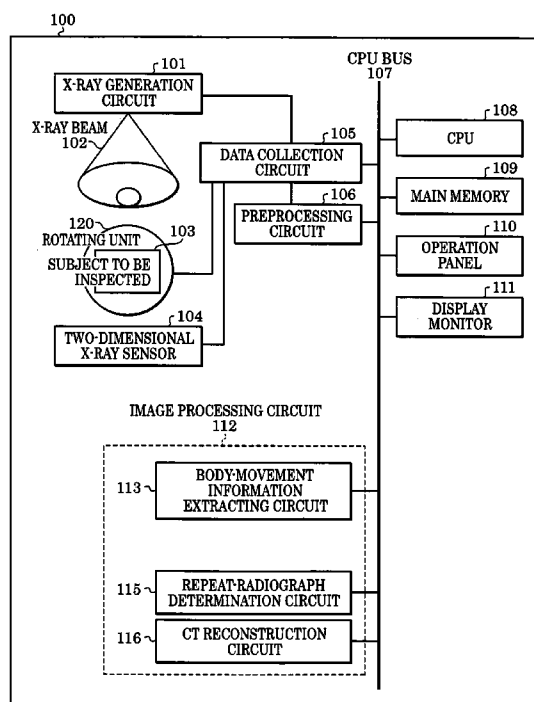 100
101
X-RAY GENERATION
CIRCUIT
X-RAY BEAM
102
CPU BUS
107
105
DATA COLLECTION
CIRCUIT
106
PREPROCESSING
CIRCUIT
108
CPU
109
MAIN MEMORY
110
OPERATION
PANEL
111
DISPLAY
MONITOR
120
ROTATING UNIT
103
SUBJECT TO BE
INSPECTED
104
TWO-DIMENSIONAL
X-RAY SENSOR
IMAGE PROCESSING CIRCUIT
112
113
BODY-MOVEMENT
INFORMATION
EXTRACTING CIRCUIT
115
REPEAT-RADIOGRAPH
DETERMINATION CIRCUIT
116
CT RECONSTRUCTION
CIRCUIT